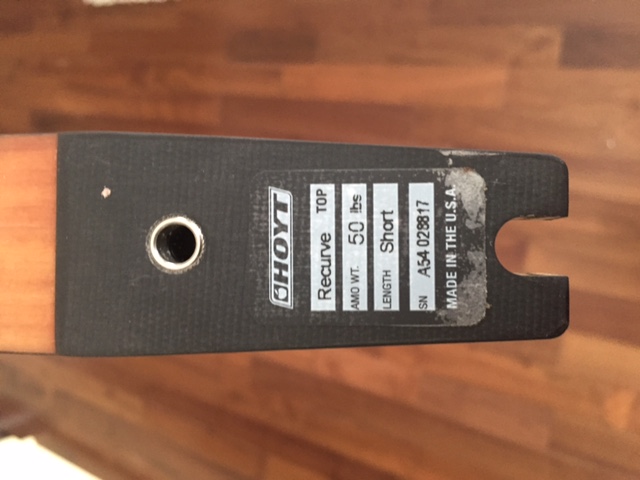 HOYT
Recurve TOP
AMO WT. 50 lbs
LENGTH Short
SN A54 028817
MADE IN THE U.S.A.